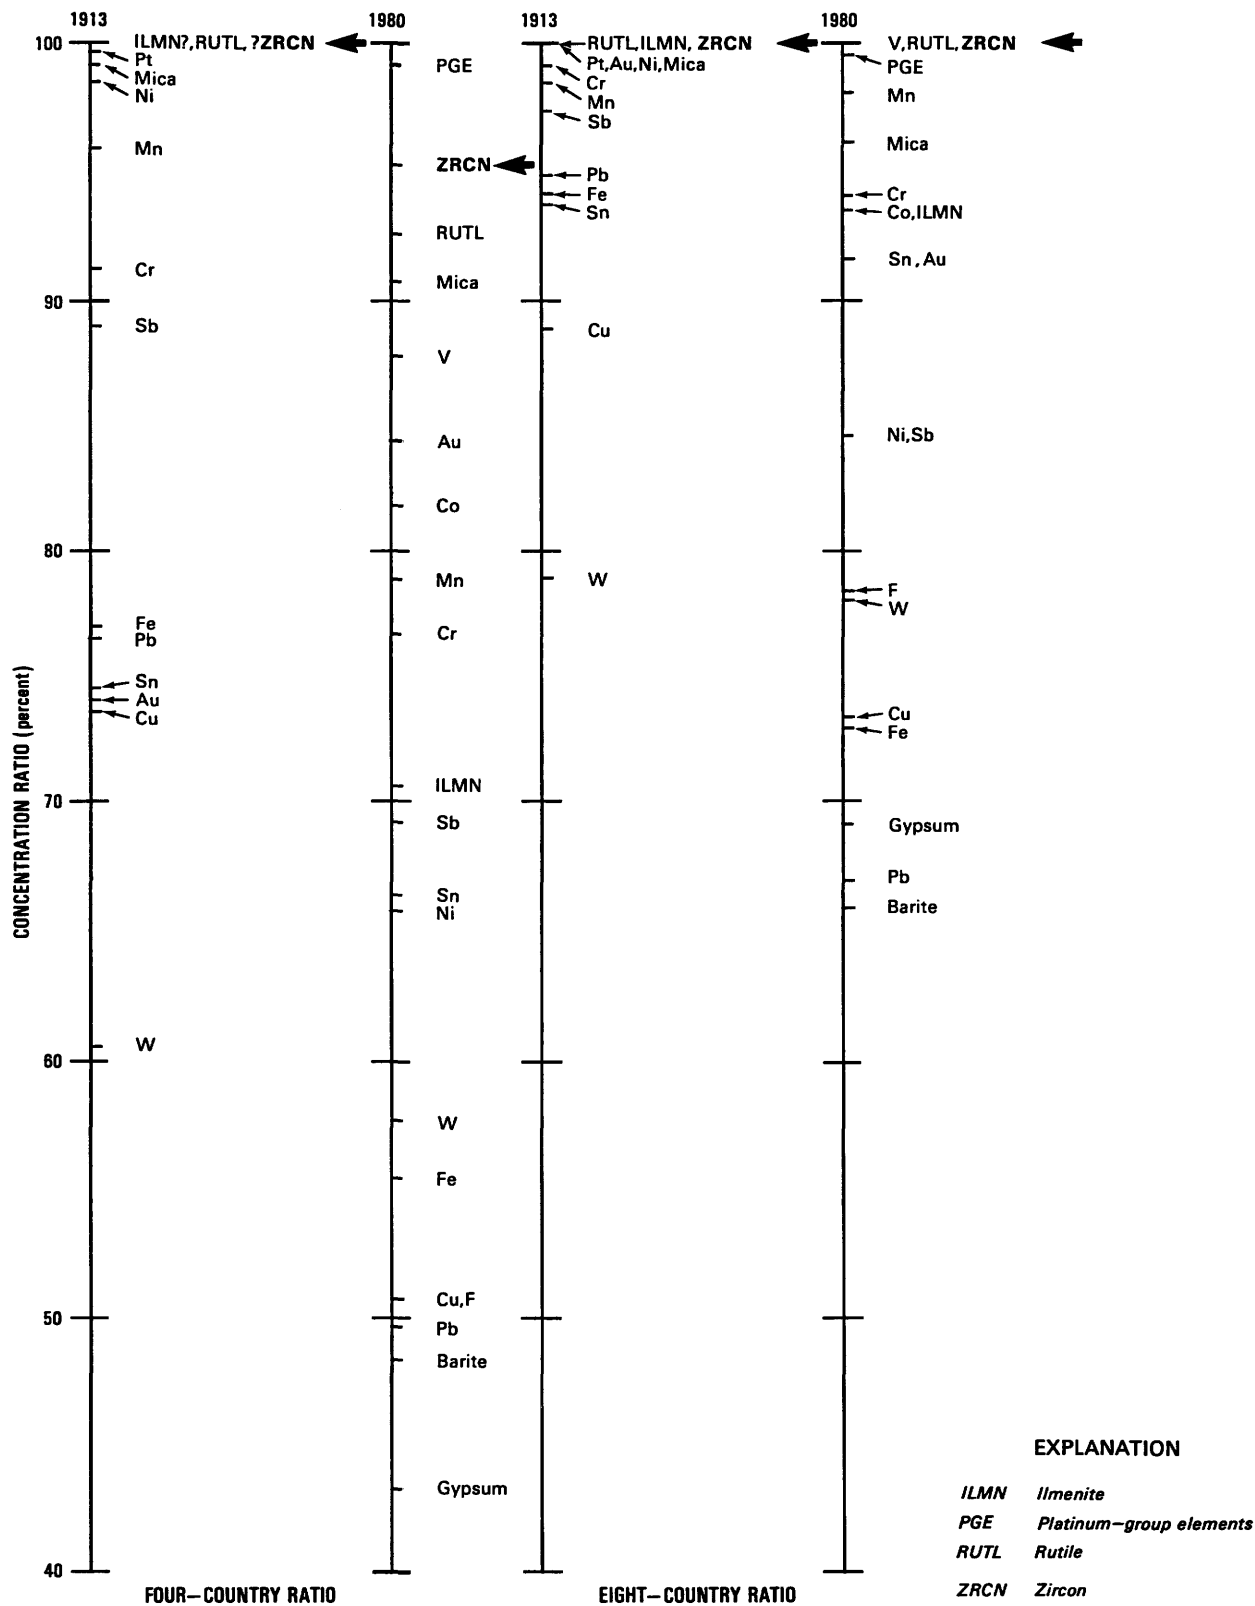 1913
1980
1913
1980
100
90
80
70
60
50
40
CONCENTRATION RATIO (percent)
ILMN?,RUTL,?ZRCN
Pt
Mica
Ni
Mn
Cr
Sb
Fe
Pb
Sn
Au
Cu
W
PGE
ZRCN
RUTL
Mica
V
Au
Co
Mn
Cr
ILMN
Sb
Sn
Ni
W
Fe
Cu,F
Pb
Barite
Gypsum
RUTL,ILMN, ZRCN
Pt,Au,Ni,Mica
Cr
Mn
Sb
Pb
Fe
Sn
Cu
W
V,RUTL,ZRCN
PGE
Mn
Mica
Cr
Co,ILMN
Sn,Au
Ni,Sb
F
W
Cu
Fe
Gypsum
Pb
Barite
FOUR—COUNTRY RATIO
EIGHT—COUNTRY RATIO
EXPLANATION
ILMN Ilmenite
PGE Platinum—group elements
RUTL Rutile
ZRCN Zircon